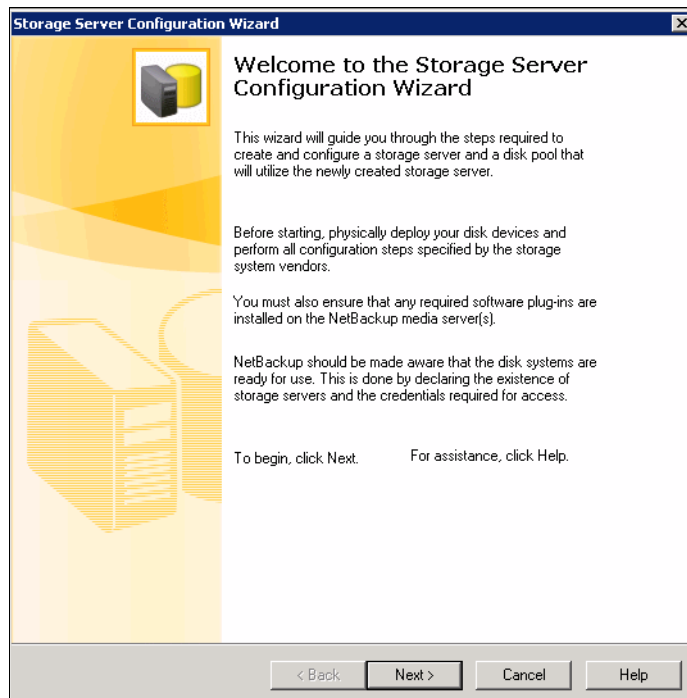 Storage Server Configuration Wizard
Welcome to the Storage Server
Configuration Wizard
This wizard will guide you through the steps required to
create and configure a storage server and a disk pool that
will utilize the newly created storage server.
Before starting, physically deploy your disk devices and
perform all configuration steps specified by the storage
system vendors.
You must also ensure that any required software plug-ins are
installed on the NetBackup media server(s).
NetBackup should be made aware that the disk systems are
ready for use. This is done by declaring the existence of
storage servers and the credentials required for access.
To begin, click Next. For assistance, click Help.
< Back Next > Cancel Help